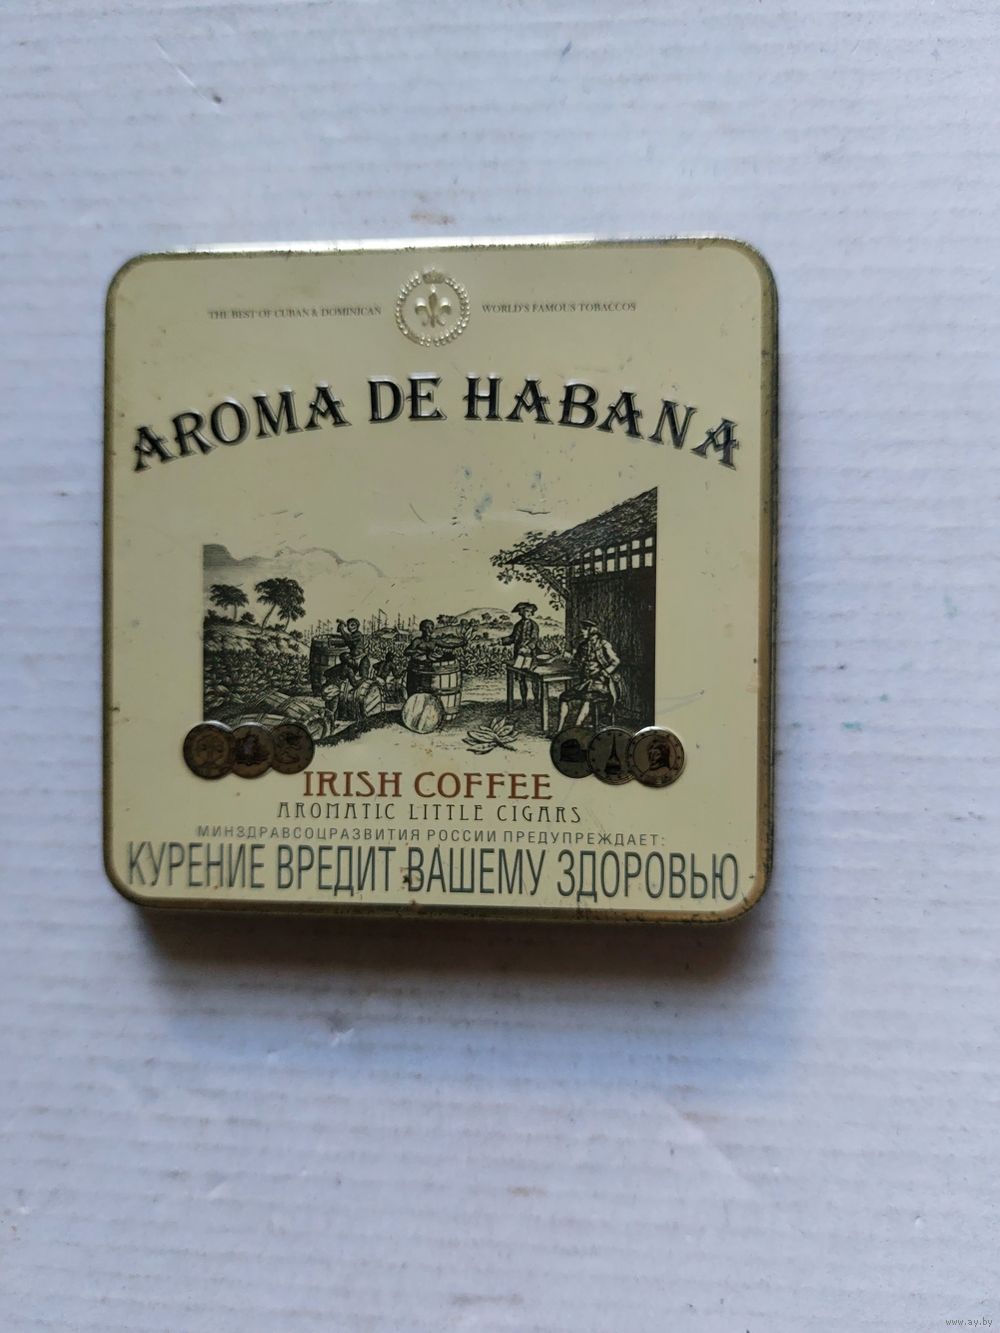 THE BEST OF CUBAN & DOMINICAN WORLD'S FAMOUS TOBACCOS
AROMA DE HABANA
IRISH COFFEE
AROMATIC LITTLE CIGARS
МИНЗДРАВСОЦРАЗВИТИЯ РОССИИ ПРЕДУПРЕЖДАЕТ:
КУРЕНИЕ ВРЕДИТ ВАШЕМУ ЗДОРОВЬЮ
www.ay.by